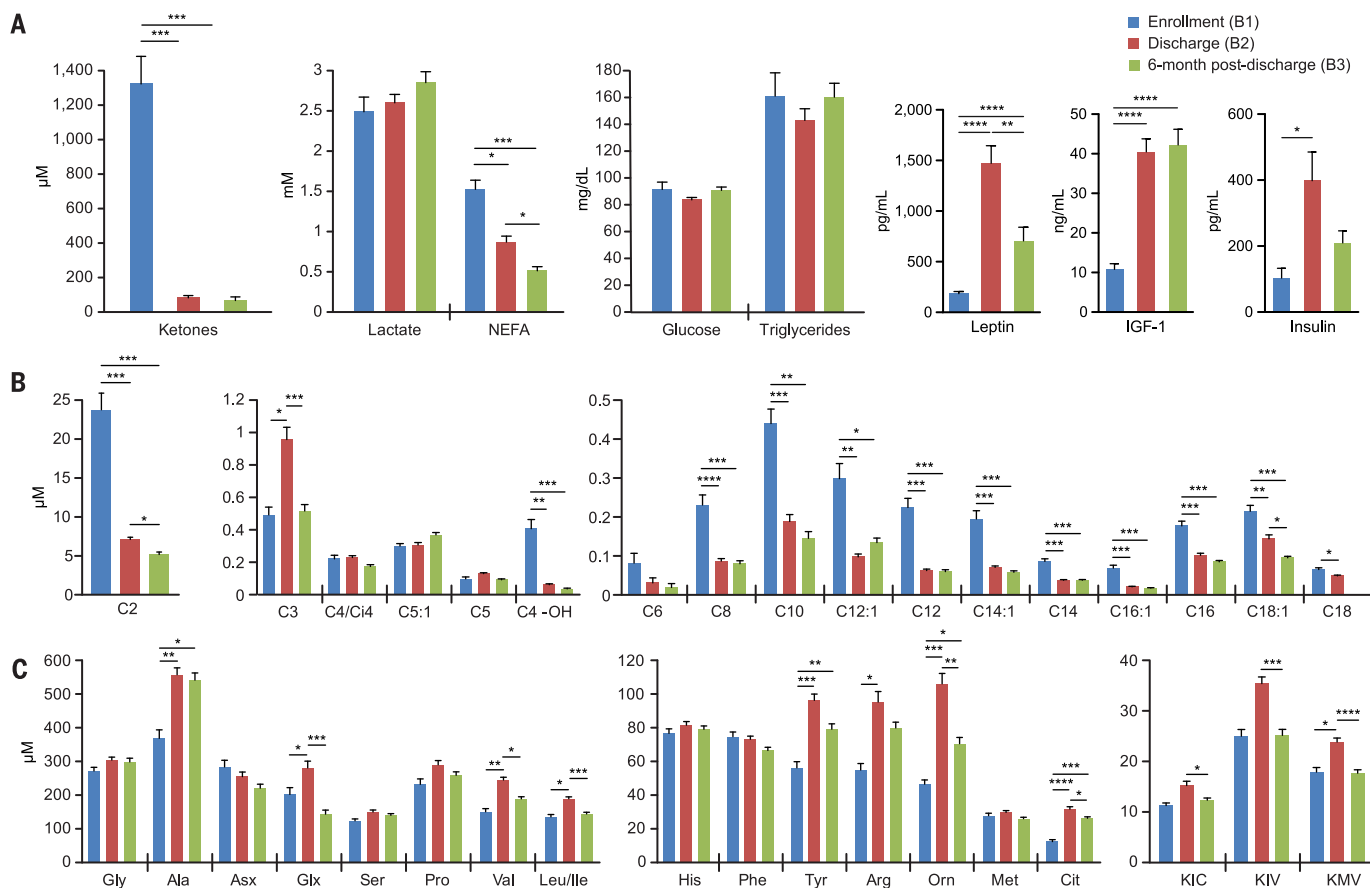 A
Enrollment (B1)
Discharge (B2)
6-month post-discharge (B3)
*** ***
1,400
1,200
1,000
800
600
400
200
0
µM
Ketones
3
2.5
2
1.5
1
0.5
0
mM
*** * *
Lactate NEFA
180
160
140
120
100
80
60
40
20
0
mg/dL
Glucose Triglycerides
2,000
1,500
1,000
500
0
pg/mL
**** **** **
Leptin
50
40
30
20
10
0
ng/mL
**** ****
IGF-1
600
400
200
0
pg/mL
*
Insulin
B
*** *** *
25
20
15
10
5
0
µM
C2
1.2
1
0.8
0.6
0.4
0.2
0
* *** *** **
C3 C4/Ci4 C5:1 C5 C4 -OH
0.5
0.4
0.3
0.2
0.1
0
*** **** ** *** * ** *** *** *** *** *** *** *** *** *** *** *** ** * *
C6 C8 C10 C12:1 C12 C14:1 C14 C16:1 C16 C18:1 C18
C
600
500
400
300
200
100
0
µM
* ** * *** ** * * ***
Gly Ala Asx Glx Ser Pro Val Leu/Ile
120
100
80
60
40
20
0
** *** * * *** ** *** **** *
His Phe Tyr Arg Orn Met Cit
40
30
20
10
0
* *** * ****
KIC KIV KMV